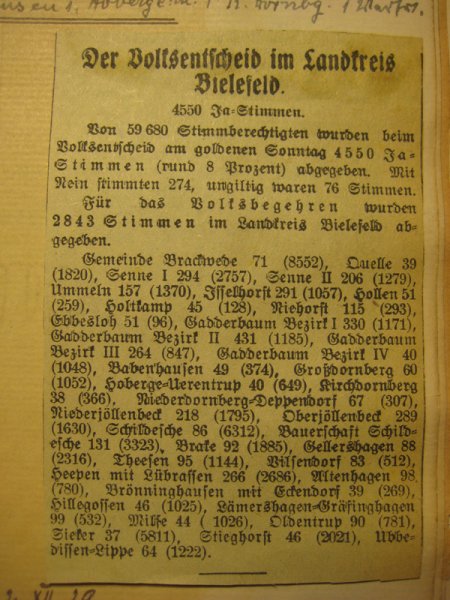 Der Volksentscheid im Landkreis
Bielefeld.
4550 Ja-Stimmen.
Von 59 680 Stimmberechtigten wurden beim
Volksentscheid am goldenen Sonntag 4550 Ja-
Stimmen (rund 8 Prozent) abgegeben. Mit
Nein stimmten 274, ungiltig waren 76 Stimmen.
Für das Volksbegehren wurden
2843 Stimmen im Landkreis Bielefeld ab-
gegeben.
Gemeinde Brackwede 71 (8552), Quelle 39
(1820), Senne I 294 (2757), Senne II 206 (1279),
Ummeln 157 (1370), Isselhorst 291 (1057), Hollen 51
(259), Holtkamp 45 (128), Niehorst 115 (293),
Ebbesloh 51 (96), Gadderbaum Bezirk I 330 (1171),
Gadderbaum Bezirk II 431 (1185), Gadderbaum
Bezirk III 264 (847), Gadderbaum Bezirk IV 40
(1048), Babenhausen 49 (374), Großdornberg 60
(1052), Hoberge-Uerentrup 40 (649), Kirchdornberg
38 (366), Niederdornberg-Deppendorf 67 (307),
Niederjöllenbeck 218 (1795), Oberjöllenbeck 289
(1630), Schildesche 86 (6312), Bauerschaft Schild-
esche 131 (3323), Brake 92 (1885), Gellershagen 88
(2316), Theesen 95 (1144), Vilsendorf 83 (512),
Heepen mit Lübrassen 266 (2686), Altenhagen 98
(780), Brönninghausen mit Eckendorf 39 (269),
Hillegossen 46 (1025), Lämershagen-Gräfinghagen
99 (532), Milse 44 ( 1026), Oldentrup 90 (781),
Sieker 37 (5811), Stieghorst 46 (2021), Ubbe-
dissen-Lippe 64 (1222).